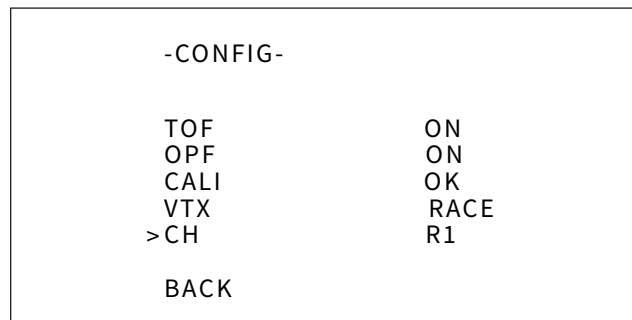 -CONFIG-
TOF ON
OPF ON
CALI OK
VTX RACE
>CH R1
BACK